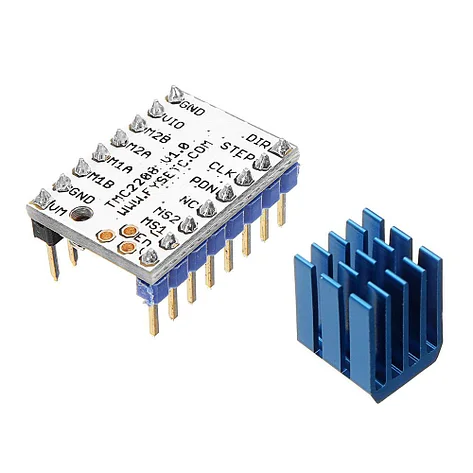 GND
VIO
M2B
M2A
M1A
M1B
GND
VM
TMC2208 V1.0
WWW.FYSETC.COM
DIR
STEP
CLK
PDN
NC
MS2
MS1
En